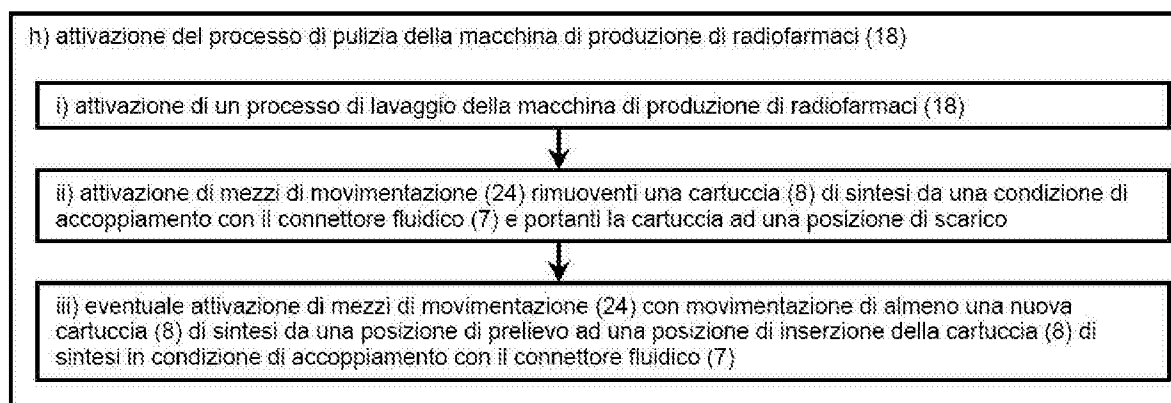 h) attivazione del processo di pulizia della macchina di produzione di radiofarmaci (18)
i) attivazione di un processo di lavaggio della macchina di produzione di radiofarmaci (18)
ii) attivazione di mezzi di movimentazione (24) rimuoventi una cartuccia (8) di sintesi da una condizione di
accoppiamento con il connettore fluidico (7) e portanti la cartuccia ad una posizione di scarico
iii) eventuale attivazione di mezzi di movimentazione (24) con movimentazione di almeno una nuova
cartuccia (8) di sintesi da una posizione di prelievo ad una posizione di inserzione della cartuccia (8) di
sintesi in condizione di accoppiamento con il connettore fluidico (7)